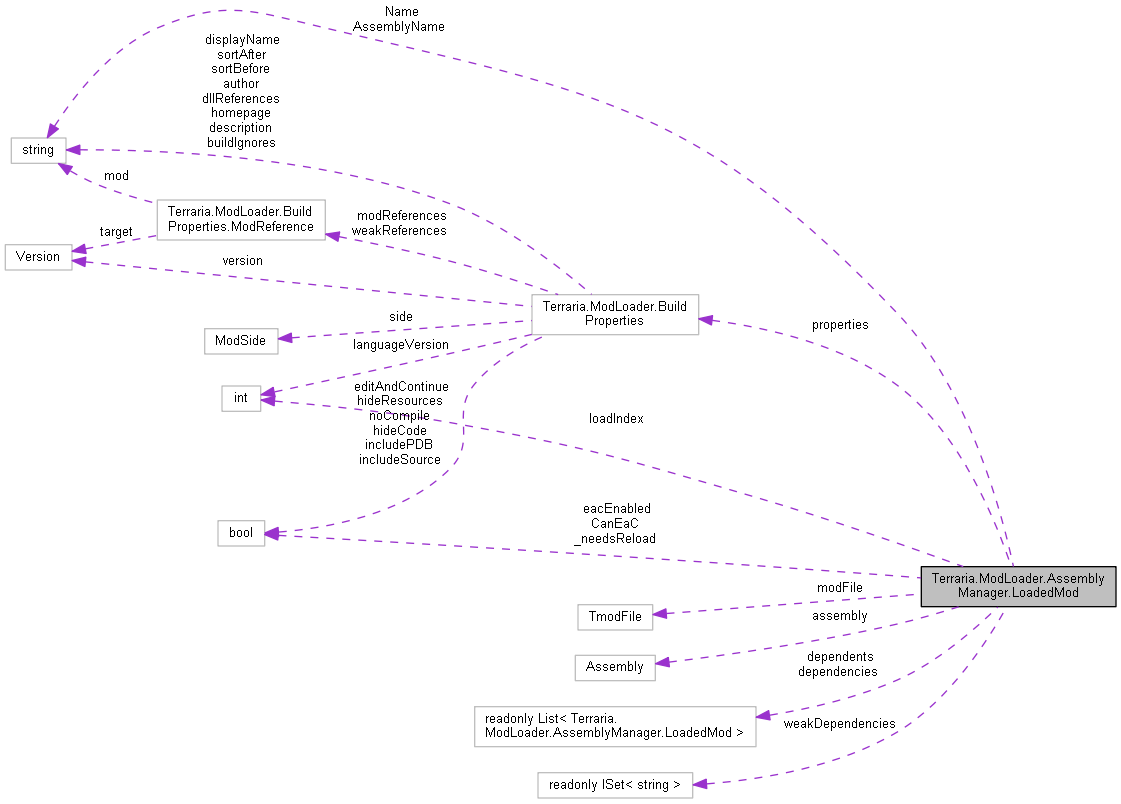 Name
AssemblyName
displayName
sortAfter
sortBefore
author
dllReferences
homepage
description
buildIgnores
string
mod
Terraria.ModLoader.Build
Properties.ModReference
modReferences
weakReferences
target
Version
version
Terraria.ModLoader.Build
Properties
side
ModSide
properties
languageVersion
int
editAndContinue
hideResources
noCompile
hideCode
includePDB
includeSource
loadIndex
eacEnabled
CanEaC
_needsReload
bool
Terraria.ModLoader.Assembly
Manager.LoadedMod
modFile
TmodFile
assembly
Assembly
dependents
dependencies
readonly List< Terraria.
ModLoader.AssemblyManager.LoadedMod >
weakDependencies
readonly ISet< string >